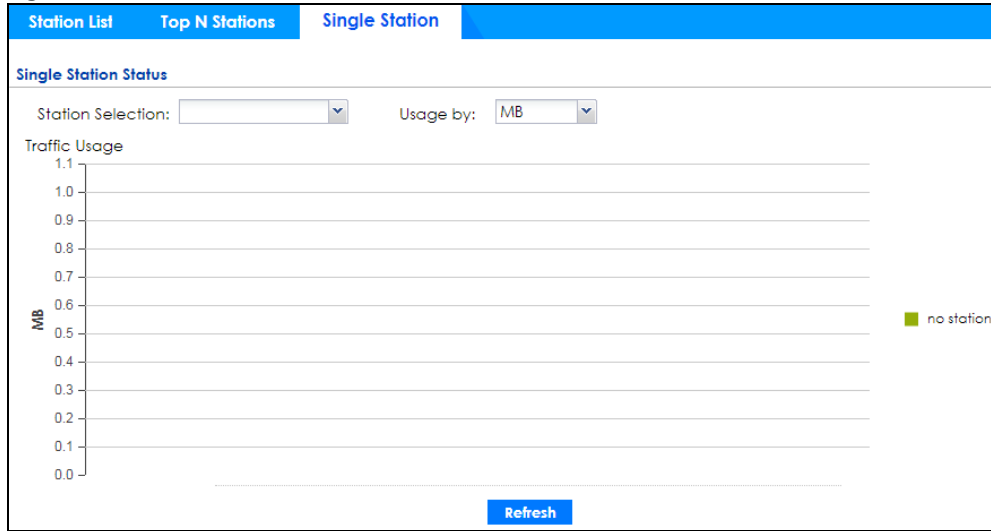 Station List Top N Stations Single Station
Single Station Status
Station Selection: Usage by: MB
Traffic Usage
1.1
1.0
0.9
0.8
0.7
0.6
0.5
0.4
0.3
0.2
0.1
0.0
MB
no station
Refresh